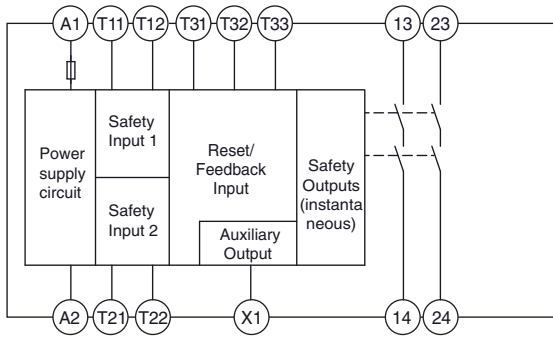 A1 T11 T12 T31 T32 T33 13 23
Power
supply
circuit
Safety
Input 1
Safety
Input 2
Reset/
Feedback
Input
Auxiliary
Output
Safety
Outputs
(instanta
neous)
A2 T21 T22 X1 14 24